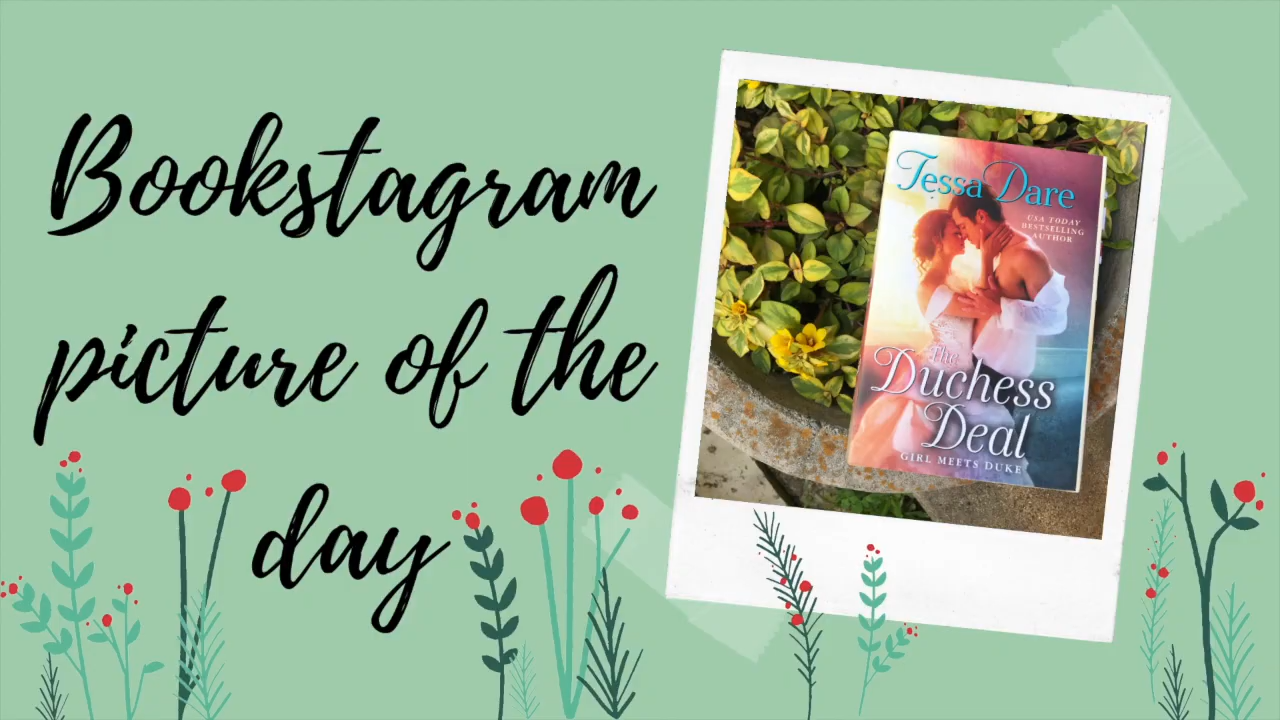 Bookstagram
picture of the
day
Tessa Dare
USA TODAY
BESTSELLING
AUTHOR
The
Duchess
Deal
GIRL MEETS DUKE